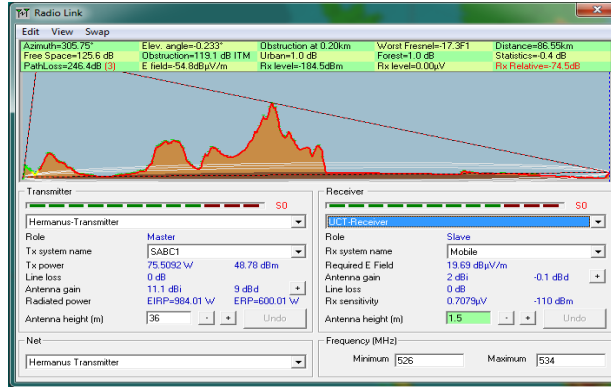 Radio Link
Edit View Swap
Azimuth=305.75° Elev. angle=-0.233° Obstruction at 0.20km Worst Fresnel=-17.3F1 Distance=86.55km
Free Space=125.6 dB Obstruction=119.1 dB ITM Urban=1.0 dB Forest=1.0 dB Statistics=-0.4 dB
PathLoss=246.4dB (3) E field=-54.8dBµV/m Rx level=-184.5dBm Rx level=0.00µV Rx Relative=-74.5dB
Transmitter
S0
Hermanus-Transmitter
Role Master
Tx system name SABC1
Tx power 75.5092 W 48.78 dBm
Line loss 0 dB
Antenna gain 11.1 dBi 9 dBd +
Radiated power EIRP=984.01 W ERP=600.01 W
Antenna height (m) 36 - + Undo
Receiver
S0
UCT-Receiver
Role Slave
Rx system name Mobile
Required E Field 19.69 dBµV/m
Antenna gain 2 dBi -0.1 dBd +
Line loss 0 dB
Rx sensitivity 0.7079µV -110 dBm
Antenna height (m) 1.5 - + Undo
Net
Hermanus Transmitter
Frequency (MHz)
Minimum 526 Maximum 534